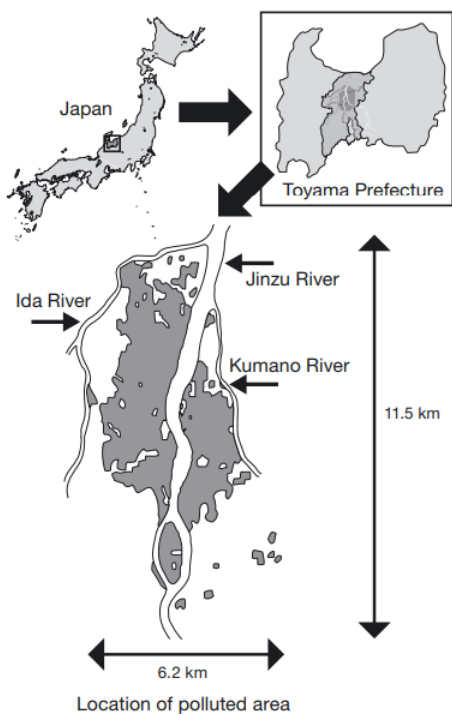 Japan
Toyama Prefecture
Jinzu River
Ida River
Kumano River
11.5 km
6.2 km
Location of polluted area